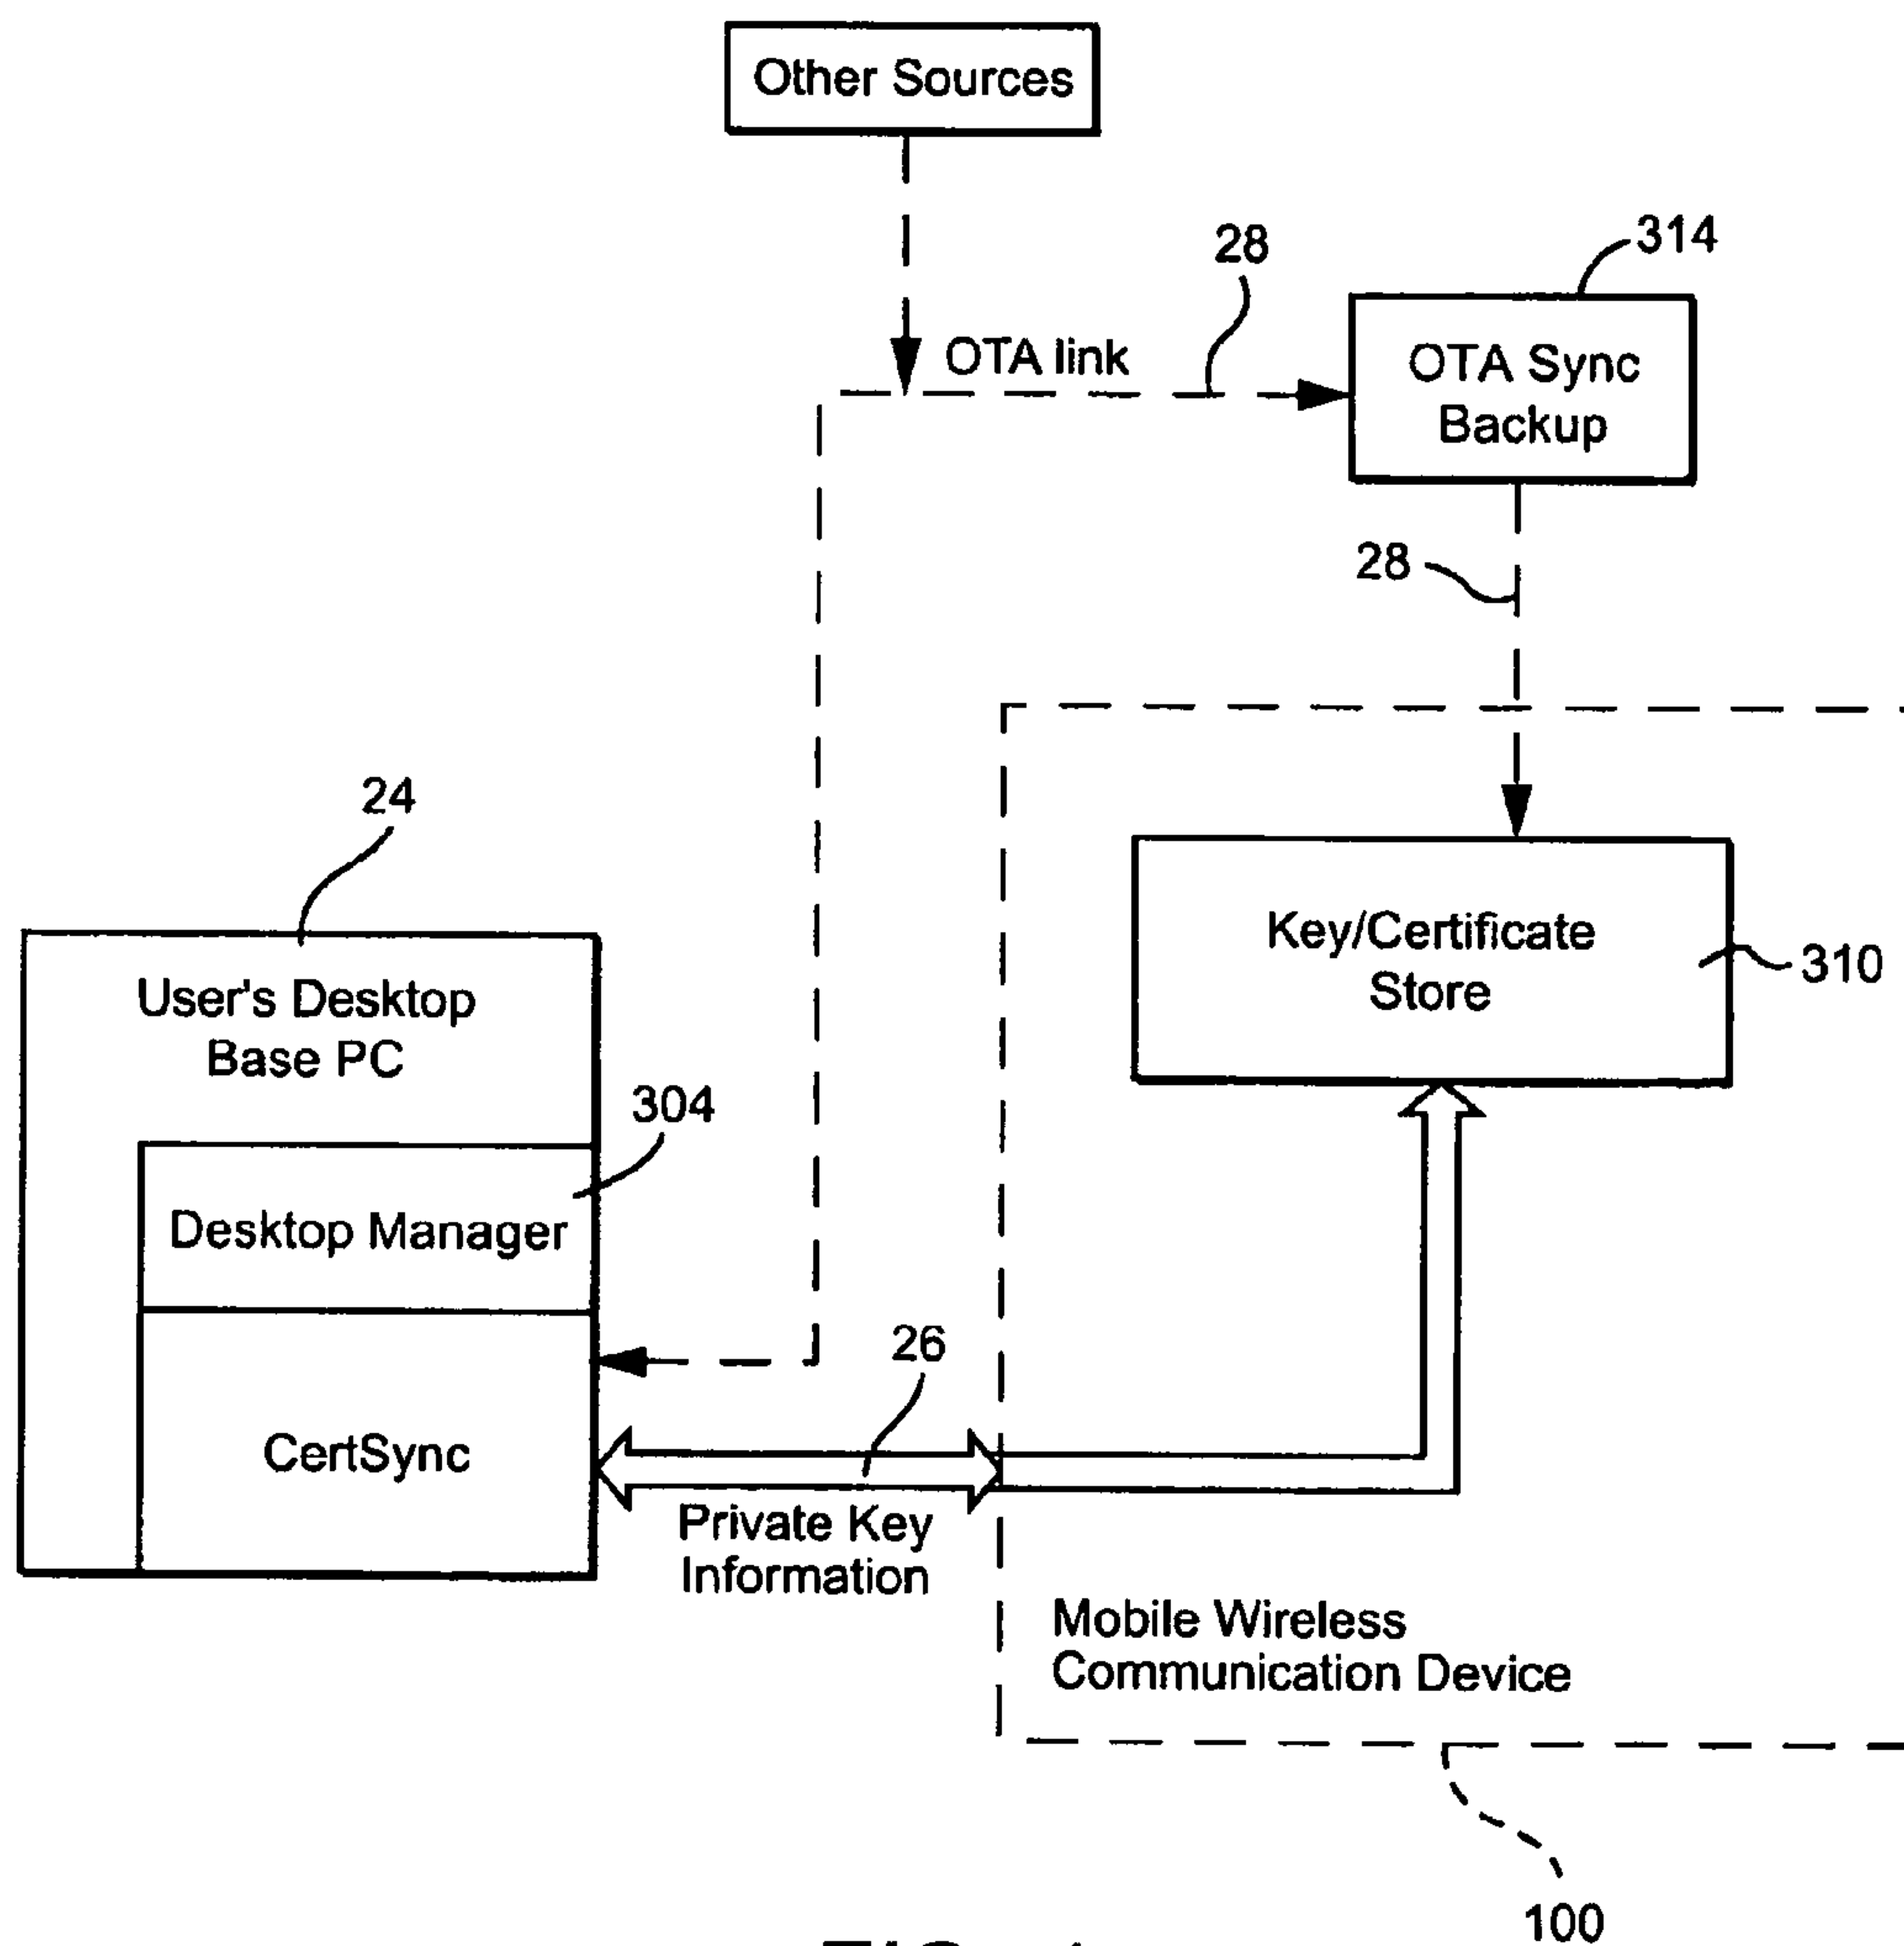 Other Sources
314
28
OTA link
OTA Sync
Backup
28
24
Key/Certificate
Store
310
User's Desktop
Base PC
304
Desktop Manager
26
CertSync
Private Key
Information
Mobile Wireless
Communication Device
100